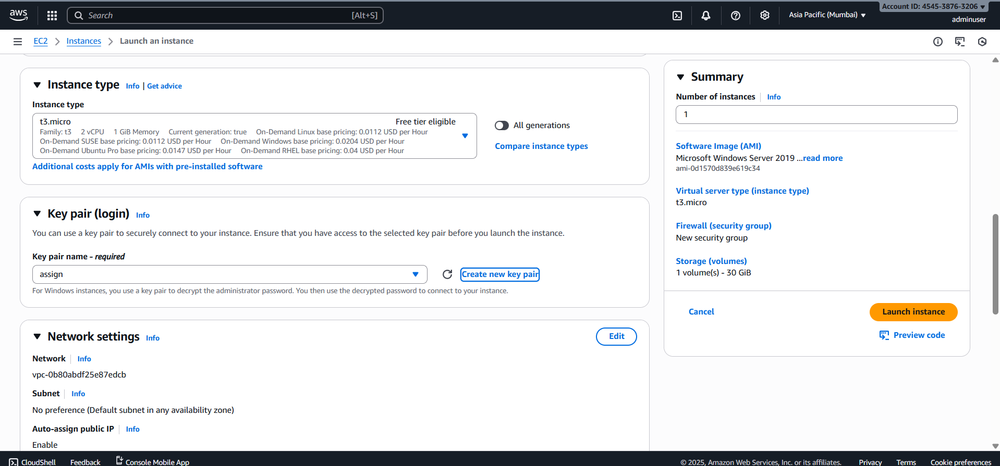 aws
Search [Alt+S]
Asia Pacific (Mumbai)
Account ID: 4545-3876-3206
adminuser
EC2 Instances Launch an instance
Instance type Info | Get advice
Instance type
t3.micro Free tier eligible
Family: t3 2 vCPU 1 GiB Memory Current generation: true On-Demand Linux base pricing: 0.0112 USD per Hour
On-Demand SUSE base pricing: 0.0112 USD per Hour On-Demand Windows base pricing: 0.0204 USD per Hour
On-Demand Ubuntu Pro base pricing: 0.0147 USD per Hour On-Demand RHEL base pricing: 0.04 USD per Hour
All generations
Compare instance types
Additional costs apply for AMIs with pre-installed software
Key pair (login) Info
You can use a key pair to securely connect to your instance. Ensure that you have access to the selected key pair before you launch the instance.
Key pair name - required
assign
Create new key pair
For Windows instances, you use a key pair to decrypt the administrator password. You then use the decrypted password to connect to your instance.
Network settings Info
Edit
Network Info
vpc-0b80abdf25e87edcb
Subnet Info
No preference (Default subnet in any availability zone)
Auto-assign public IP Info
Enable
Summary
Number of instances Info
1
Software Image (AMI)
Microsoft Windows Server 2019 ...read more
ami-0d1570d839e619c34
Virtual server type (instance type)
t3.micro
Firewall (security group)
New security group
Storage (volumes)
1 volume(s) - 30 GiB
Cancel
Launch instance
Preview code
CloudShell Feedback Console Mobile App
© 2025, Amazon Web Services, Inc. or its affiliates. Privacy Terms Cookie preferences